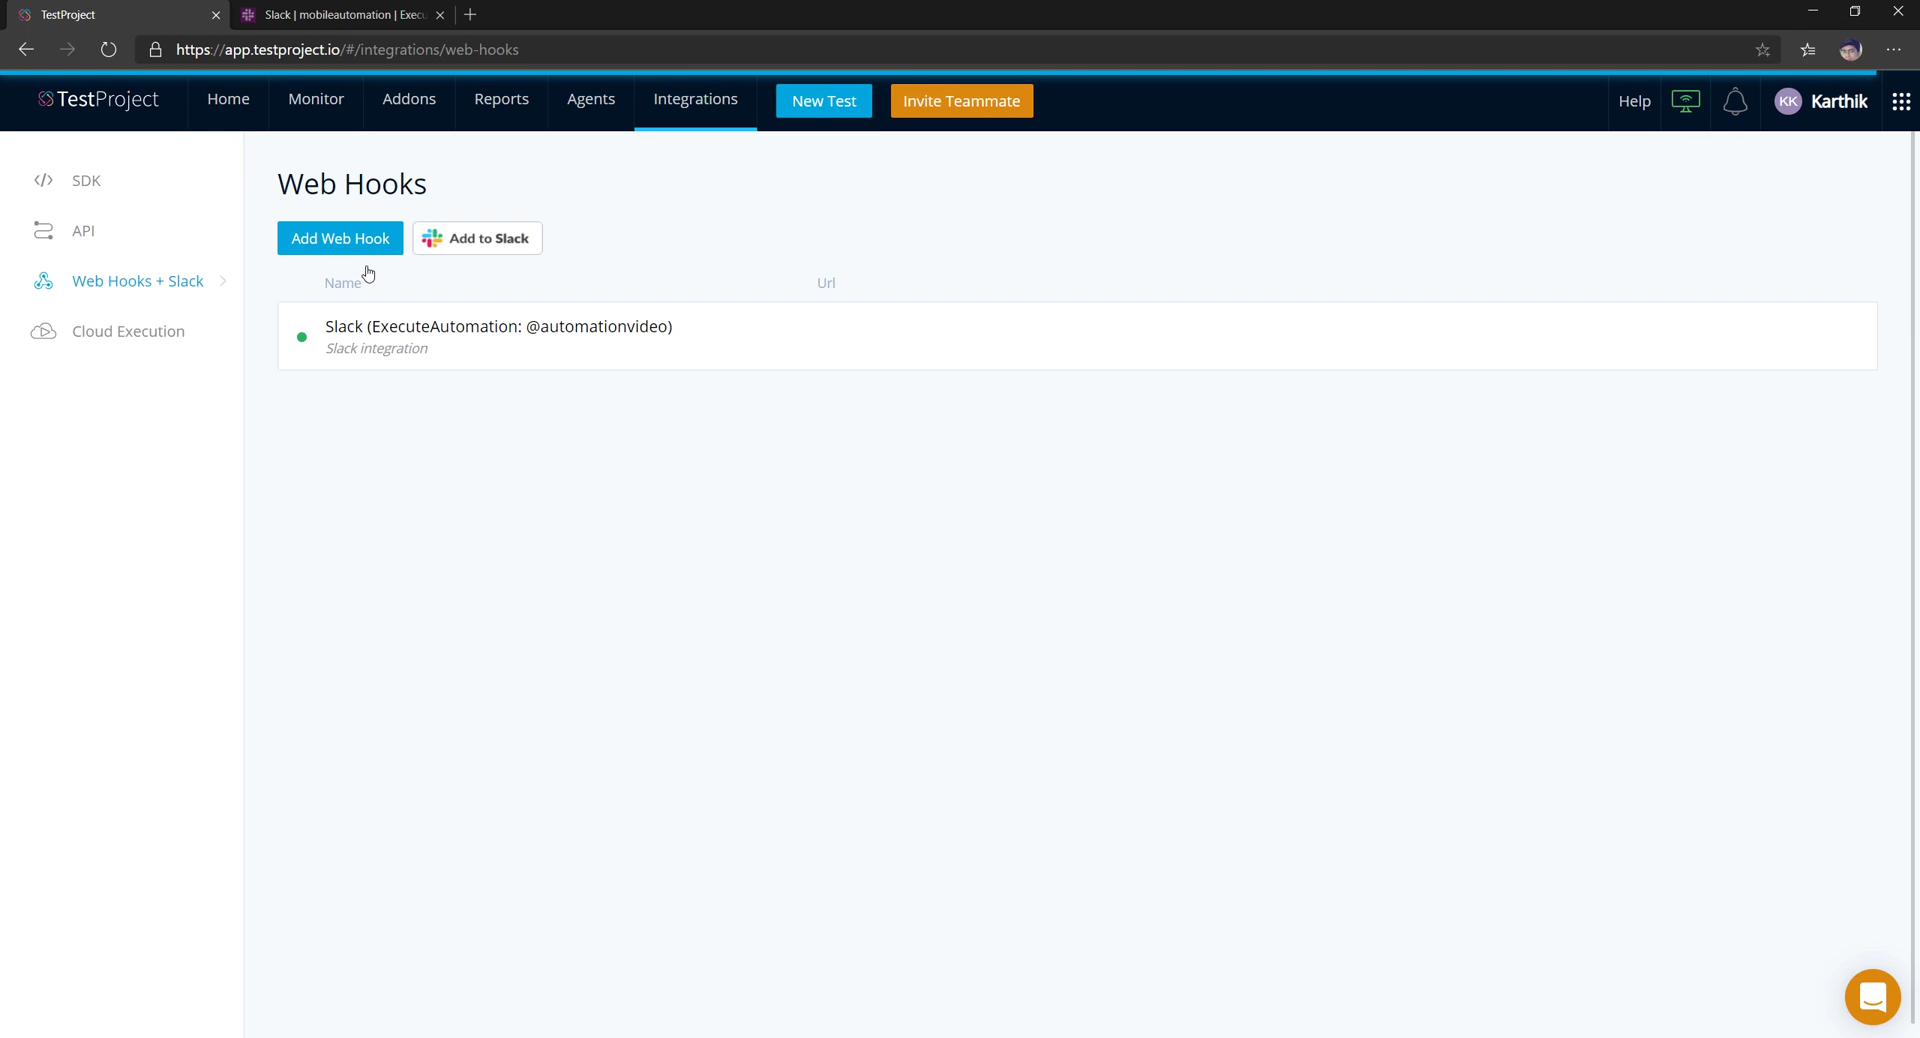 TestProject
Slack | mobileautomation | Execu
https://app.testproject.io/#/integrations/web-hooks
TestProject
Home
Monitor
Addons
Reports
Agents
Integrations
New Test
Invite Teammate
Help
KK
Karthik
SDK
API
Web Hooks + Slack
Cloud Execution
Web Hooks
Add Web Hook
Add to Slack
Name
Url
Slack (ExecuteAutomation: @automationvideo)
Slack integration